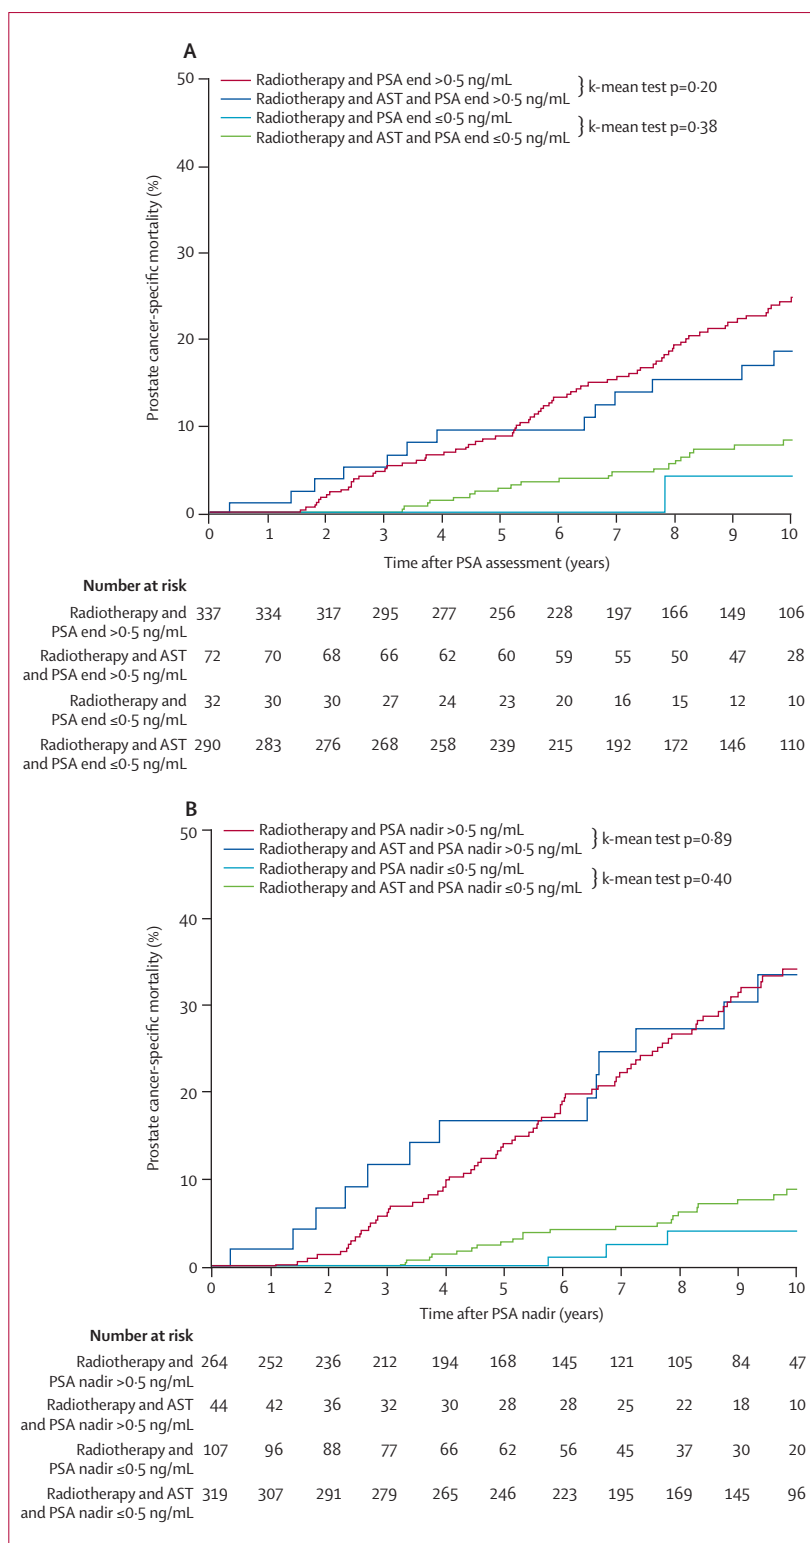 A
50
40
30
20
10
0
Prostate cancer-specific mortality (%)
Radiotherapy and PSA end >0·5 ng/mL
Radiotherapy and AST and PSA end >0·5 ng/mL
} k-mean test p=0·20
Radiotherapy and PSA end ≤0·5 ng/mL
Radiotherapy and AST and PSA end ≤0·5 ng/mL
} k-mean test p=0·38
0 1 2 3 4 5 6 7 8 9 10
Time after PSA assessment (years)
Number at risk
Radiotherapy and 337 334 317 295 277 256 228 197 166 149 106
PSA end >0·5 ng/mL
Radiotherapy and AST 72 70 68 66 62 60 59 55 50 47 28
and PSA end >0·5 ng/mL
Radiotherapy and 32 30 30 27 24 23 20 16 15 12 10
PSA end ≤0·5 ng/mL
Radiotherapy and AST 290 283 276 268 258 239 215 192 172 146 110
and PSA end ≤0·5 ng/mL
B
50
40
30
20
10
0
Prostate cancer-specific mortality (%)
Radiotherapy and PSA nadir >0·5 ng/mL
Radiotherapy and AST and PSA nadir >0·5 ng/mL
} k-mean test p=0·89
Radiotherapy and PSA nadir ≤0·5 ng/mL
Radiotherapy and AST and PSA nadir ≤0·5 ng/mL
} k-mean test p=0·40
0 1 2 3 4 5 6 7 8 9 10
Time after PSA nadir (years)
Number at risk
Radiotherapy and 264 252 236 212 194 168 145 121 105 84 47
PSA nadir >0·5 ng/mL
Radiotherapy and AST 44 42 36 32 30 28 28 25 22 18 10
and PSA nadir >0·5 ng/mL
Radiotherapy and 107 96 88 77 66 62 56 45 37 30 20
PSA nadir ≤0·5 ng/mL
Radiotherapy and AST 319 307 291 279 265 246 223 195 169 145 96
and PSA nadir ≤0·5 ng/mL